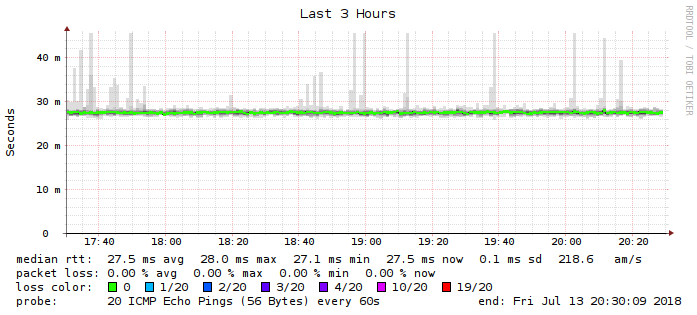 Last 3 Hours
RRDTOOL / TOBI OETIKER
Seconds
40 m
30 m
20 m
10 m
0
17:40 18:00 18:20 18:40 19:00 19:20 19:40 20:00 20:20
median rtt: 27.5 ms avg 28.0 ms max 27.1 ms min 27.5 ms now 0.1 ms sd 218.6 am/s
packet loss: 0.00 % avg 0.00 % max 0.00 % min 0.00 % now
loss color: 0 1/20 2/20 3/20 4/20 10/20 19/20
probe: 20 ICMP Echo Pings (56 Bytes) every 60s end: Fri Jul 13 20:30:09 2018